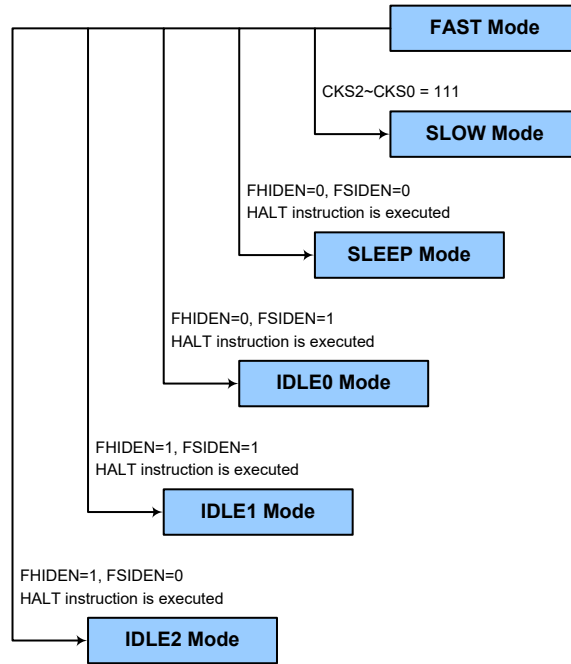 FAST Mode
CKS2~CKS0 = 111
SLOW Mode
FHIDEN=0, FSIDEN=0
HALT instruction is executed
SLEEP Mode
FHIDEN=0, FSIDEN=1
HALT instruction is executed
IDLE0 Mode
FHIDEN=1, FSIDEN=1
HALT instruction is executed
IDLE1 Mode
FHIDEN=1, FSIDEN=0
HALT instruction is executed
IDLE2 Mode